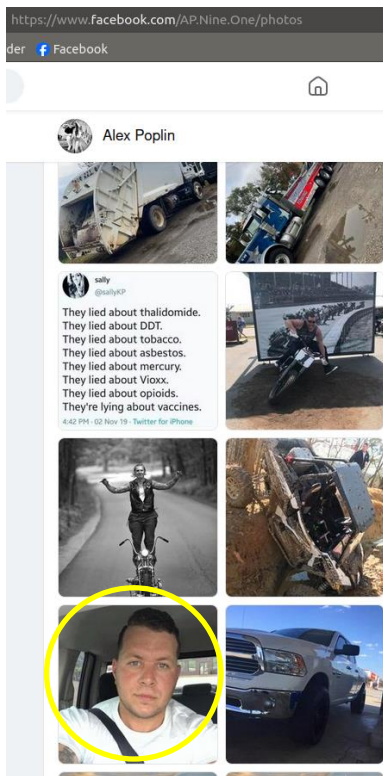 https://www.facebook.com/AP.Nine.One/photos
der Facebook
Alex Poplin
sally
@sallyKP
They lied about thalidomide.
They lied about DDT.
They lied about tobacco.
They lied about asbestos.
They lied about mercury.
They lied about Vioxx.
They lied about opioids.
They're lying about vaccines.
4:42 PM · 02 Nov 19 · Twitter for iPhone